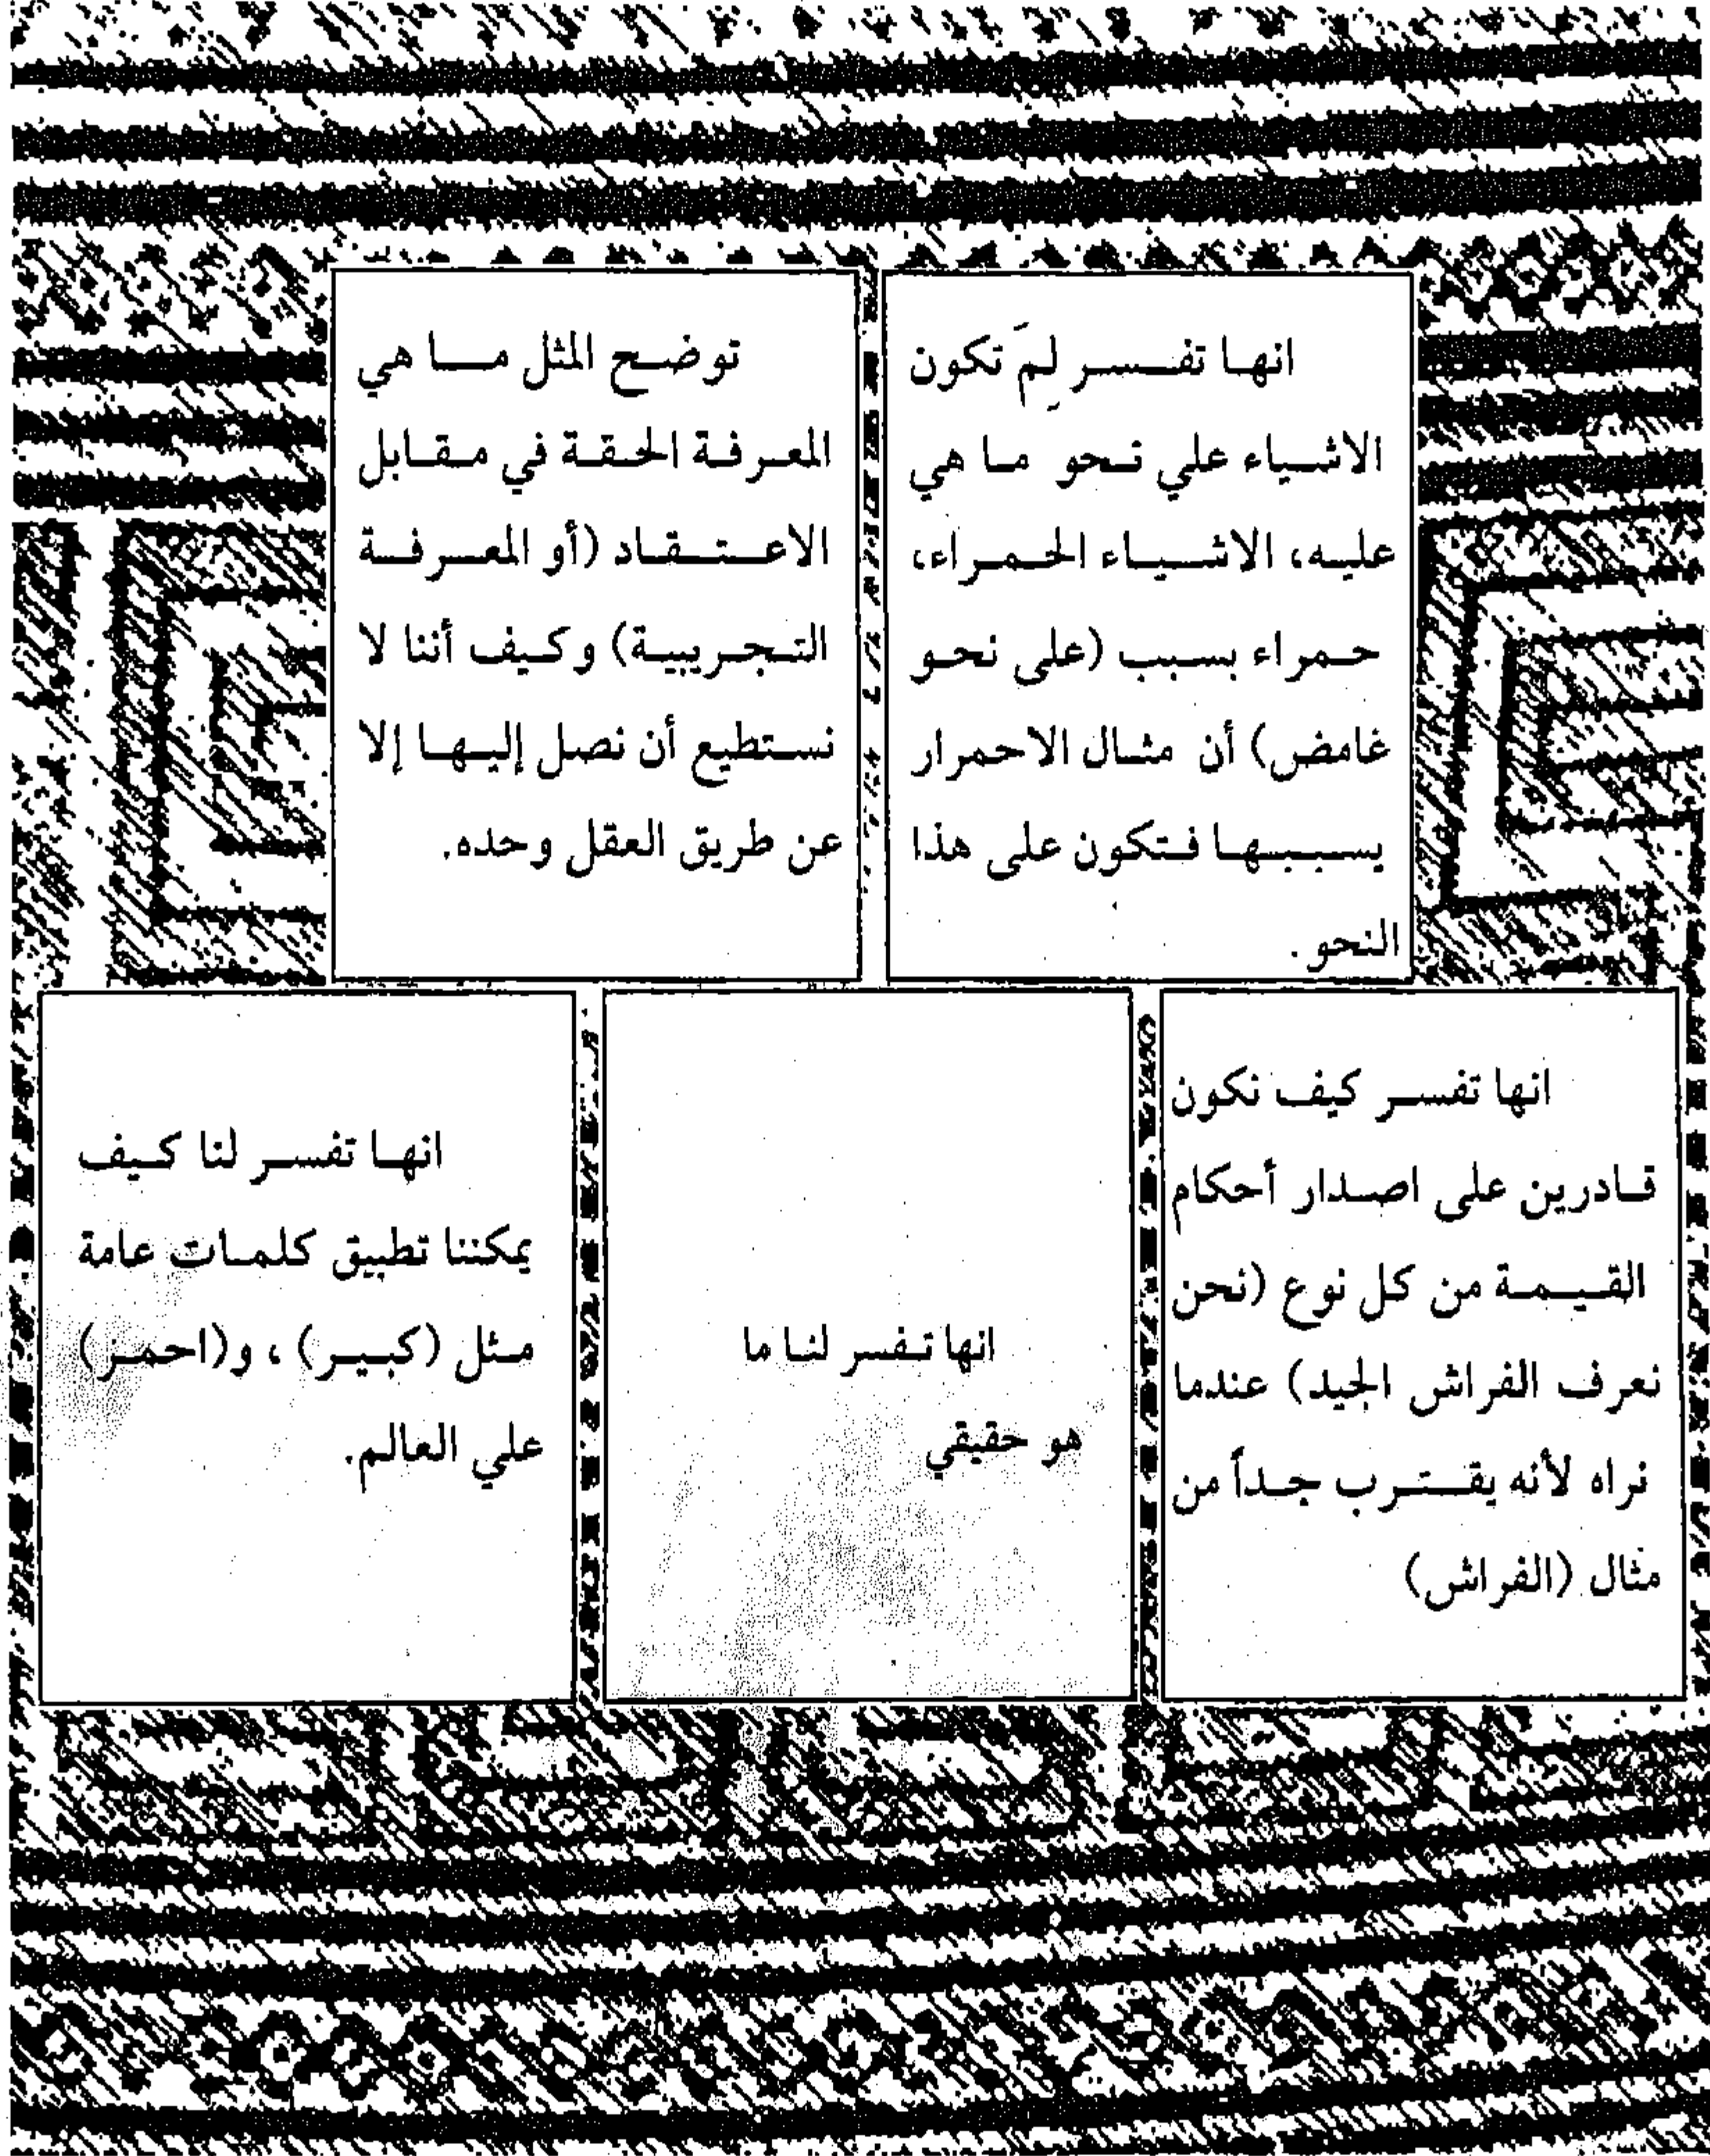 انها تفسر لِمَ تكون
الاشياء علي نحو ما هي
عليه، الاشياء الحمراء،
حمراء بسبب (على نحو
غامض) أن مثال الاحمرار
يسببها فتكون على هذا
النحو.
توضح المثل ما هي
المعرفة الحقة في مقابل
الاعتقاد (أو المعرفة
التجريبية) وكيف أننا لا
نستطيع أن نصل إليها إلا
عن طريق العقل وحده.
انها تفسر كيف نكون
قادرين على اصدار أحكام
القيمة من كل نوع (نحن
نعرف الفراش الجيد) عندما
نراه لأنه يقترب جداً من
مثال (الفراش)
انها تفسر لنا ما
هو حقيقي
انها تفسر لنا كيف
يمكننا تطبيق كلمات عامة
مثل (كبير)، و(احمر)
علي العالم.